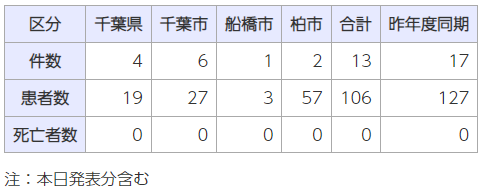 区分 千葉県 千葉市 船橋市 柏市 合計 昨年度同期
件数 4 6 1 2 13 17
患者数 19 27 3 57 106 127
死亡者数 0 0 0 0 0 0
注：本日発表分含む